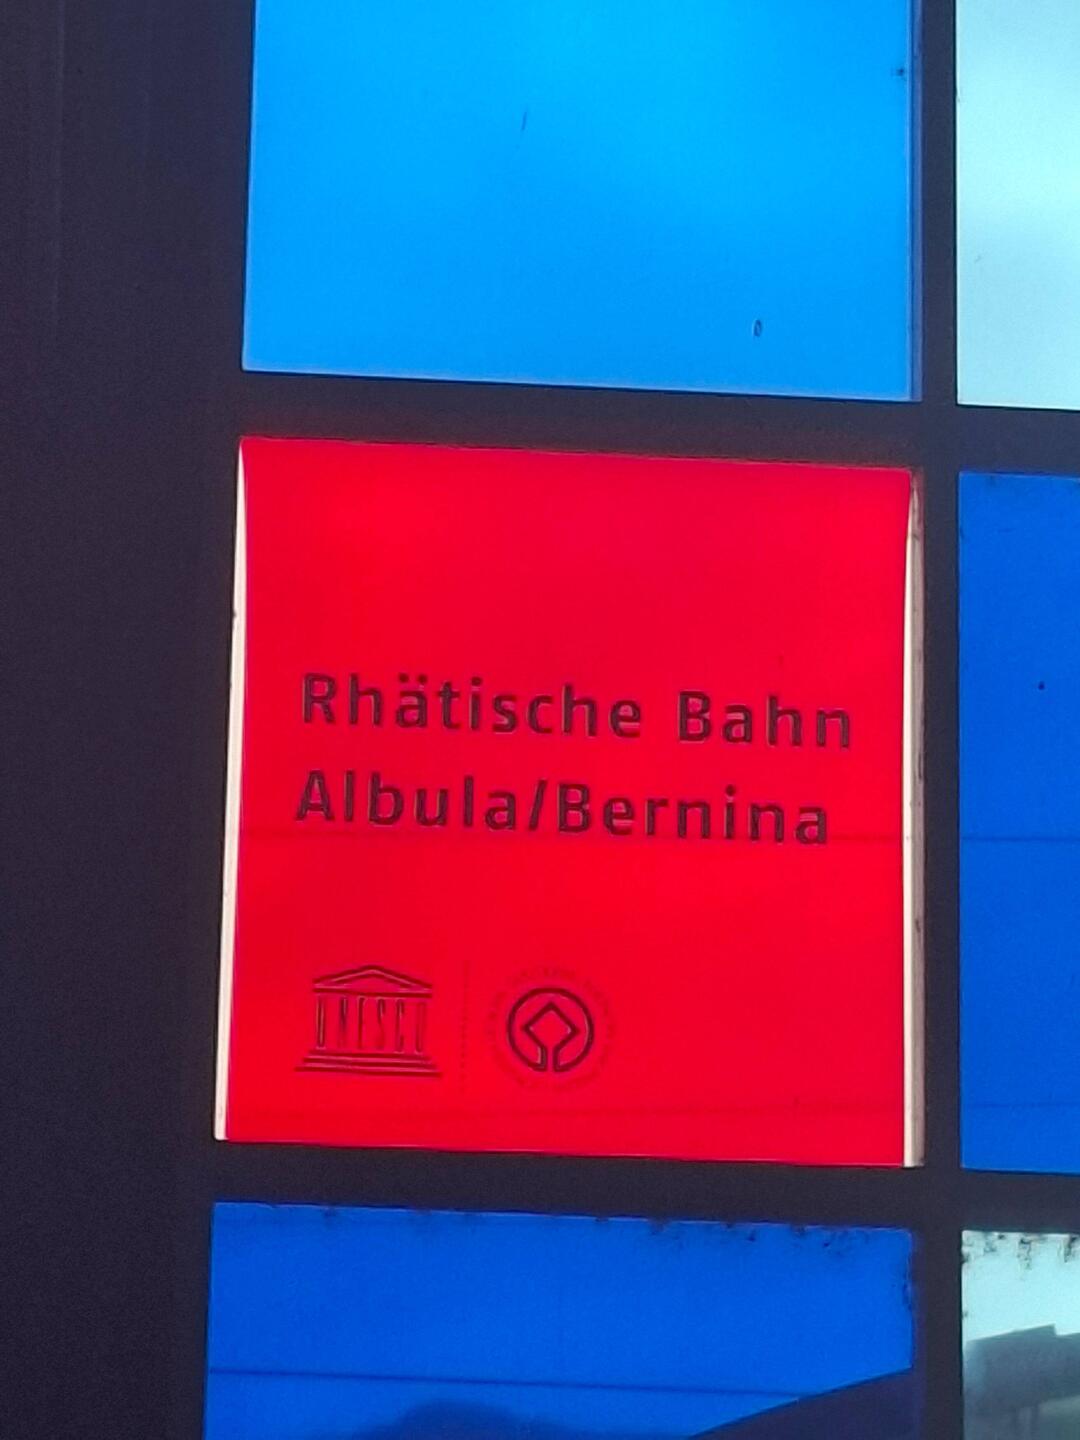 Rhätische Bahn
Albula/Bernina
UNESCO